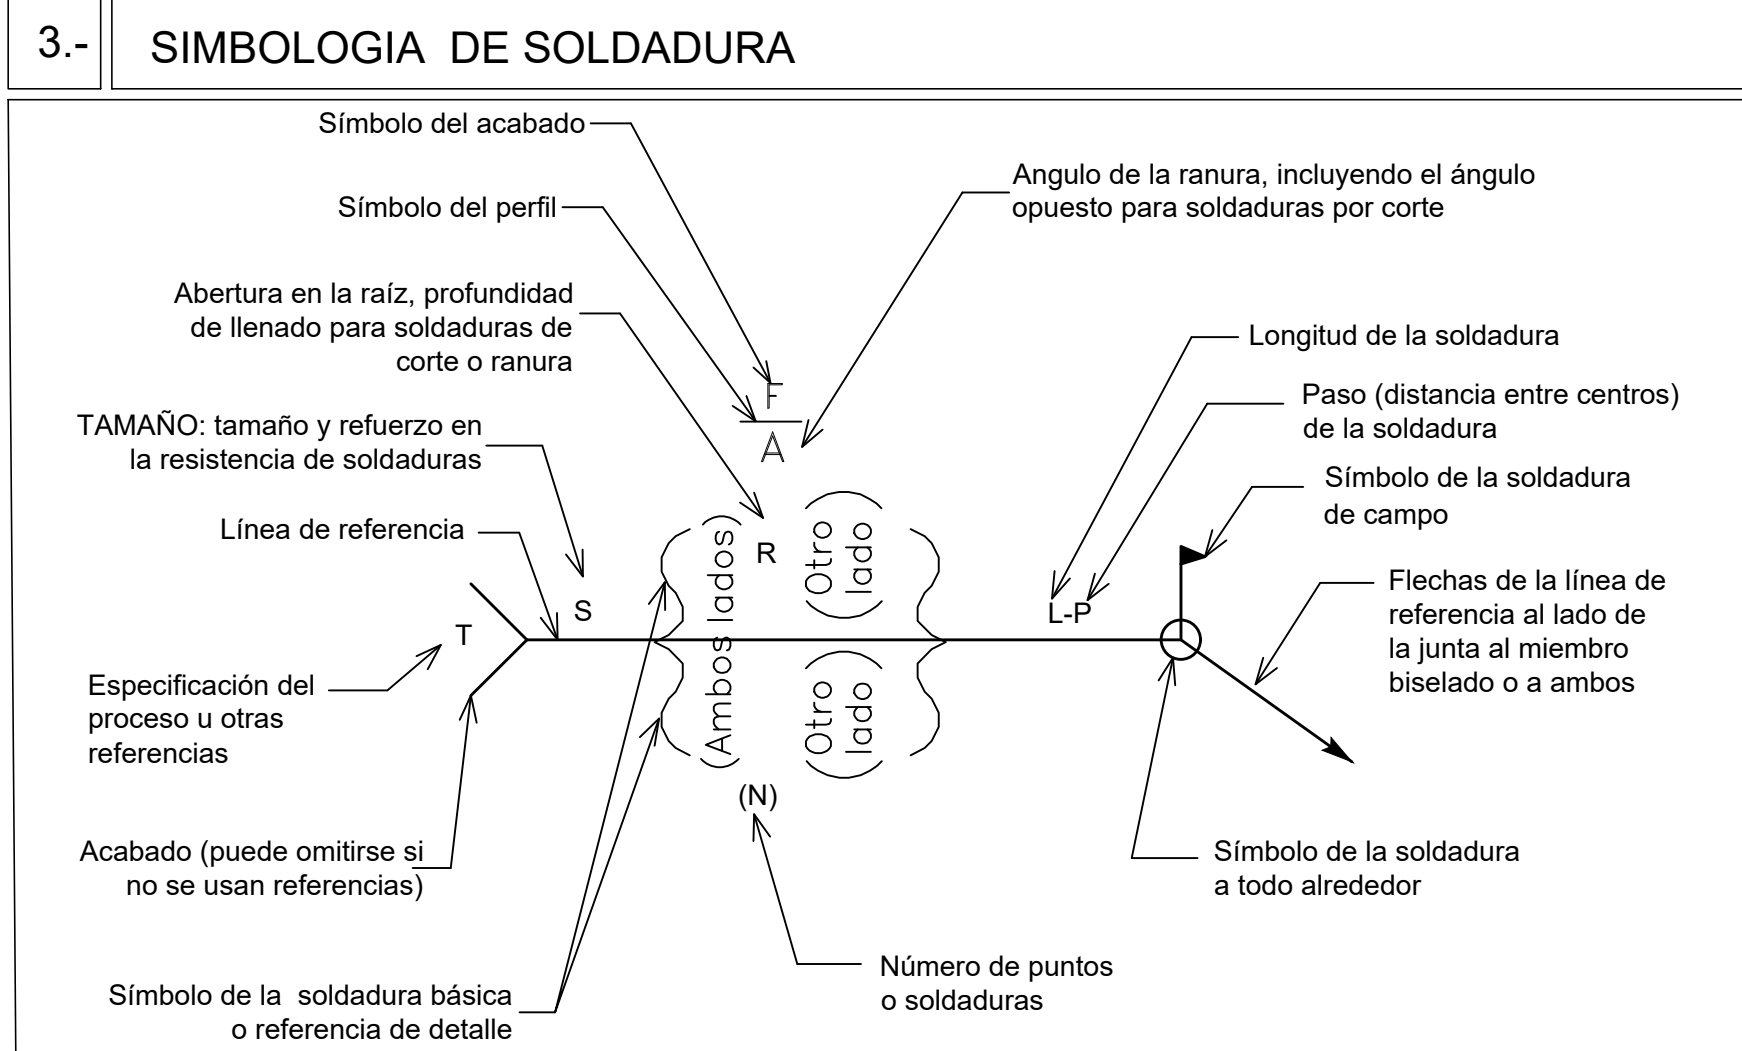 3.-
SIMBOLOGIA DE SOLDADURA
Símbolo del acabado
Símbolo del perfil
Angulo de la ranura, incluyendo el ángulo
opuesto para soldaduras por corte
Abertura en la raíz, profundidad
de llenado para soldaduras de
corte o ranura
Longitud de la soldadura
Paso (distancia entre centros)
de la soldadura
TAMAÑO: tamaño y refuerzo en
la resistencia de soldaduras
Símbolo de la soldadura
de campo
Línea de referencia
Flechas de la línea de
referencia al lado de
la junta al miembro
biselado o a ambos
F
A
R
S
T
L-P
(Ambos lados)
(Otro
lado)
(Otro
lado)
(N)
Especificación del
proceso u otras
referencias
Acabado (puede omitirse si
no se usan referencias)
Símbolo de la soldadura
a todo alrededor
Número de puntos
o soldaduras
Símbolo de la soldadura básica
o referencia de detalle